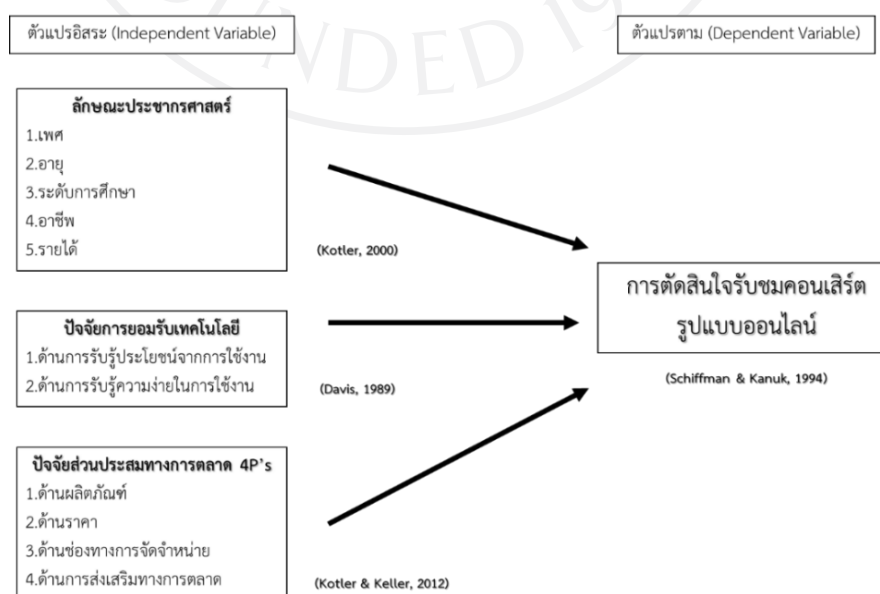 UNDED 19
ตัวแปรอิสระ (Independent Variable)
ตัวแปรตาม (Dependent Variable)
ลักษณะประชากรศาสตร์
1.เพศ
2.อายุ
3.ระดับการศึกษา
4.อาชีพ
5.รายได้
(Kotler, 2000)
ปัจจัยการยอมรับเทคโนโลยี
1.ด้านการรับรู้ประโยชน์จากการใช้งาน
2.ด้านการรับรู้ความง่ายในการใช้งาน
(Davis, 1989)
ปัจจัยส่วนประสมทางการตลาด 4P's
1.ด้านผลิตภัณฑ์
2.ด้านราคา
3.ด้านช่องทางการจัดจำหน่าย
4.ด้านการส่งเสริมทางการตลาด
(Kotler & Keller, 2012)
การตัดสินใจรับชมคอนเสิร์ต
รูปแบบออนไลน์
(Schiffman & Kanuk, 1994)